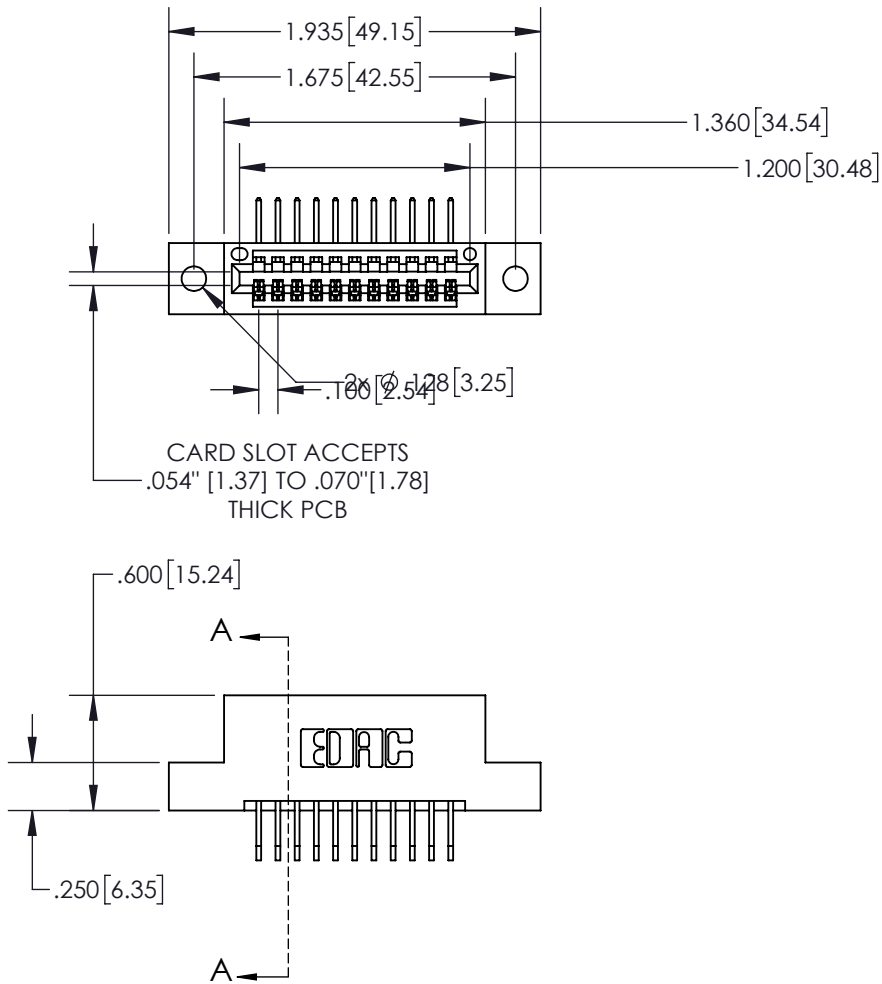 1.935[49.15]
1.675[42.55]
1.360[34.54]
1.200[30.48]
2x Ø .128[3.25]
.100[2.54]
CARD SLOT ACCEPTS
.054" [1.37] TO .070"[1.78]
THICK PCB
.600[15.24]
A
EDAC
.250[6.35]
A